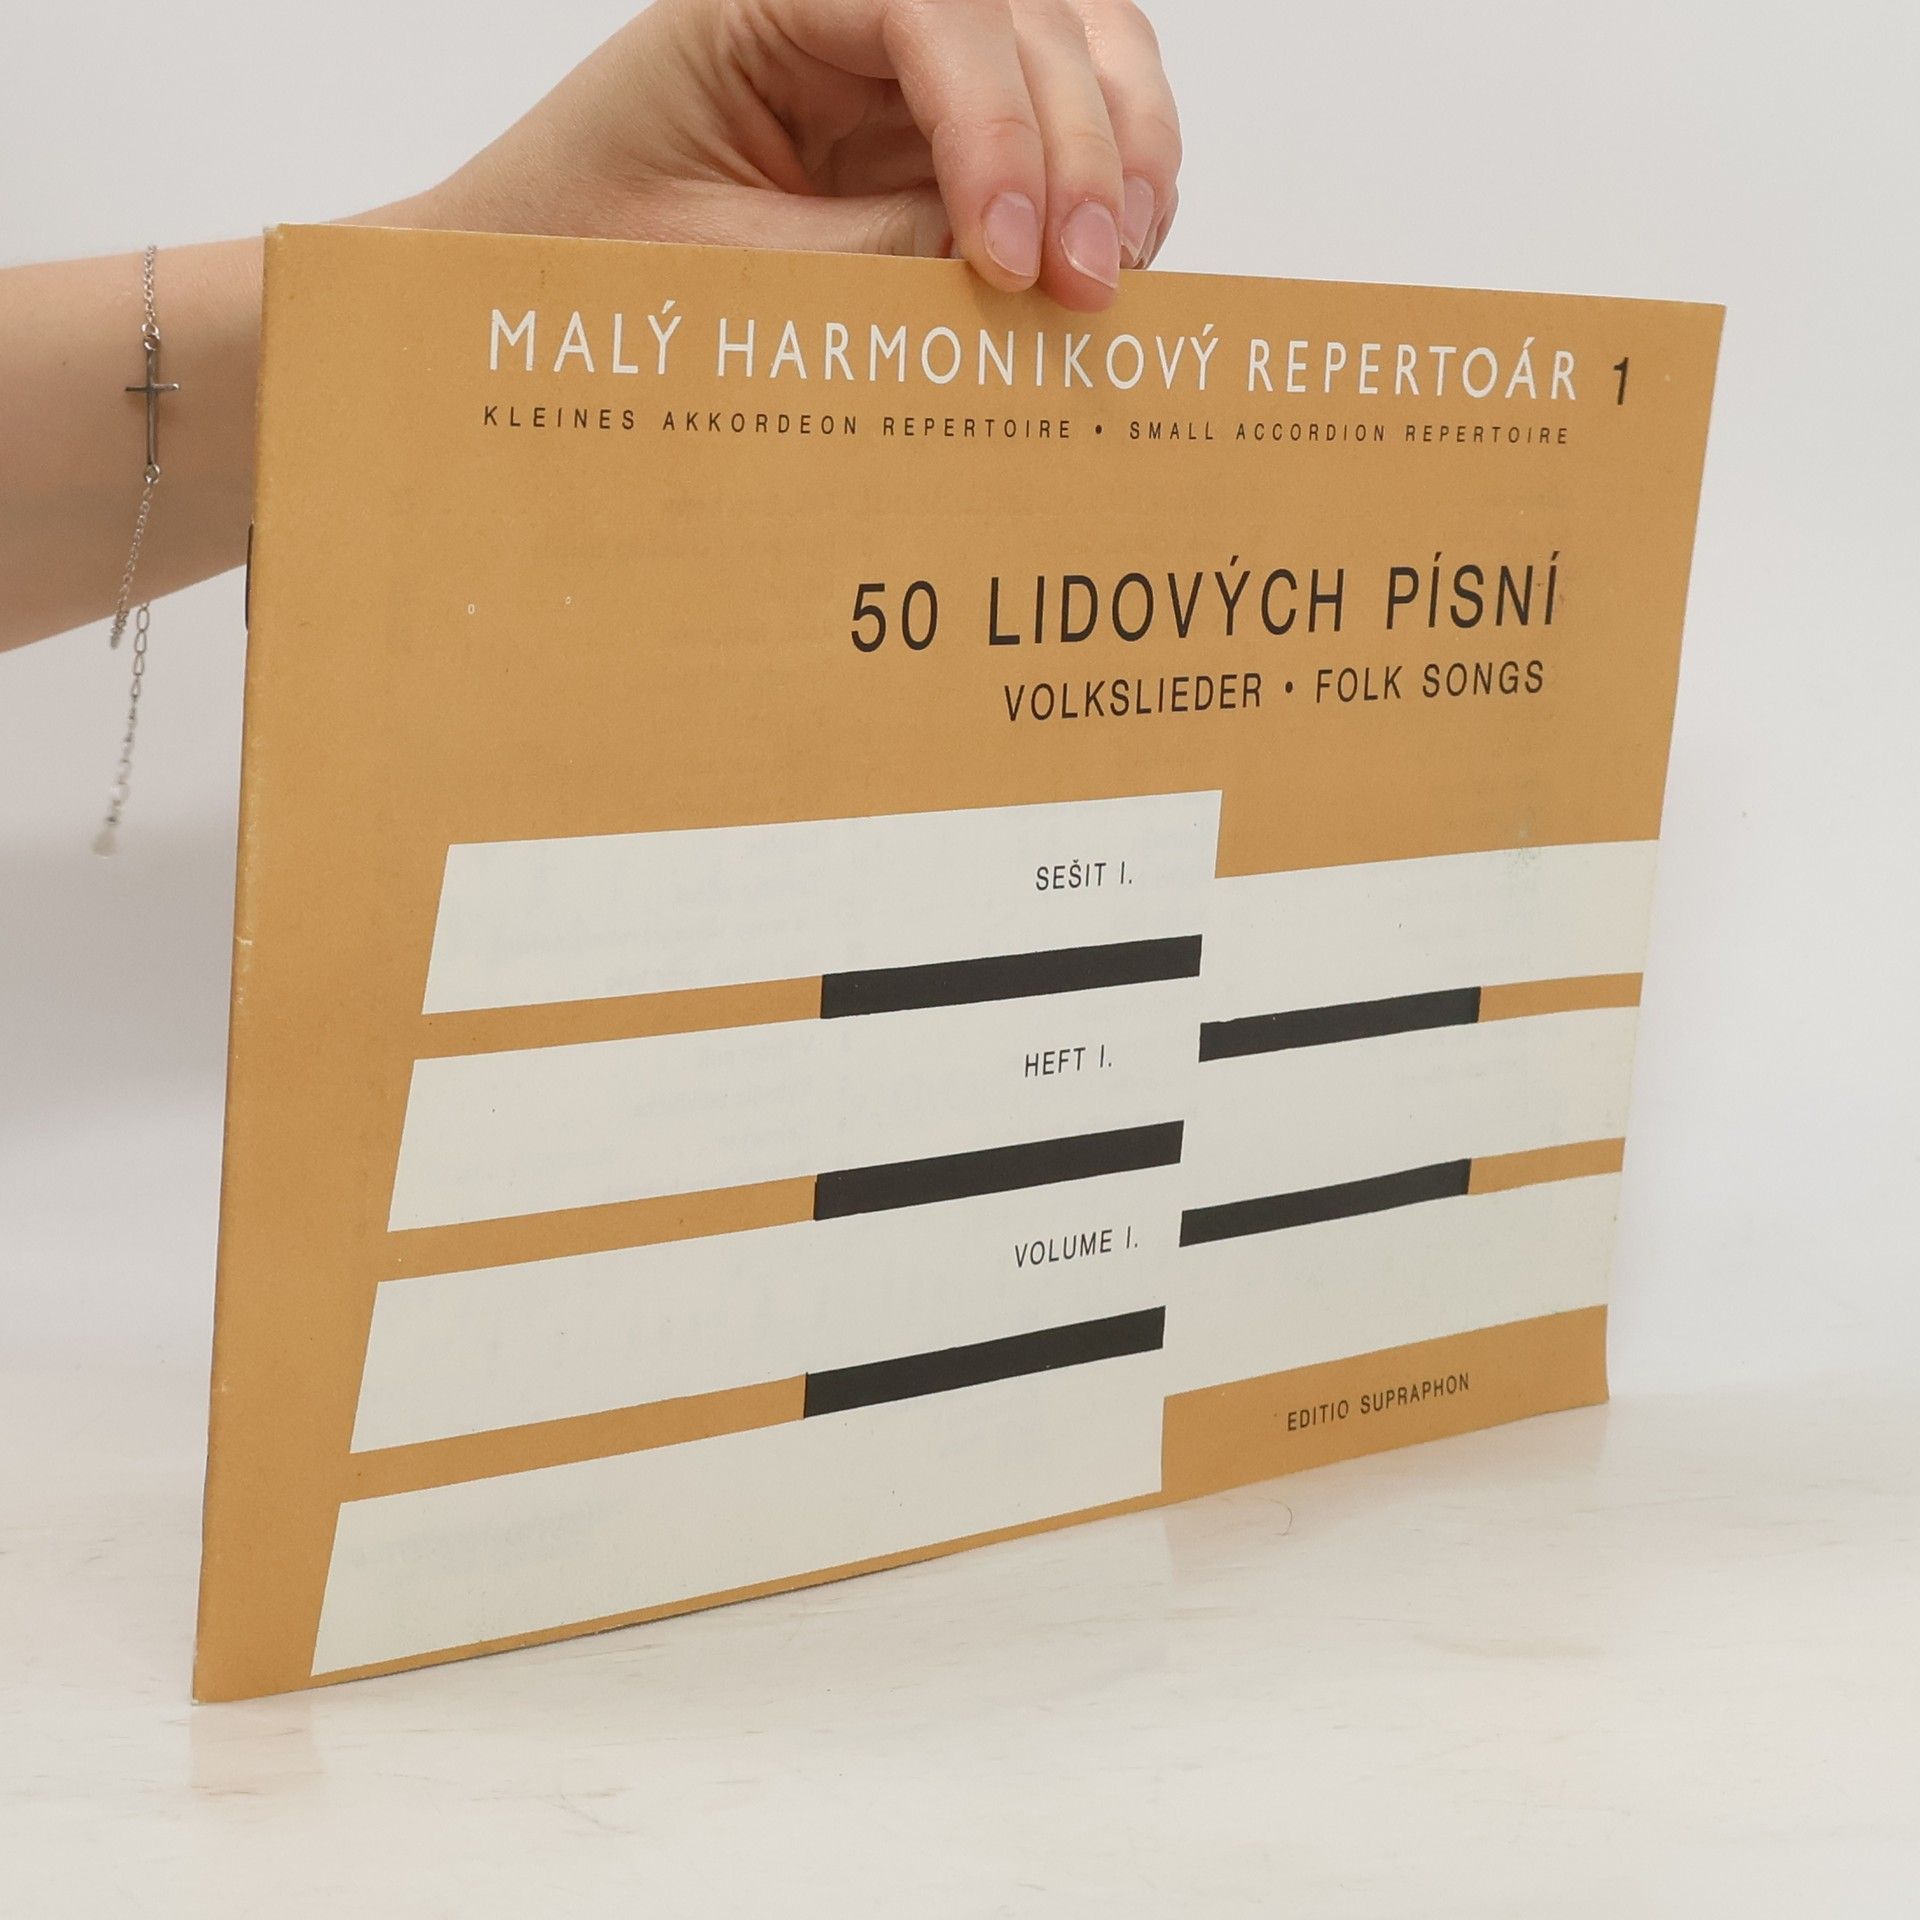 MALÝ HARMONIKOVÝ REPERTOÁR 1
KLEINES AKKORDEON REPERTOIRE • SMALL ACCORDION REPERTOIRE
50 LIDOVÝCH PÍSNÍ
VOLKSLIEDER • FOLK SONGS
SEŠIT I.
HEFT I.
VOLUME I.
EDITIO SUPRAPHON